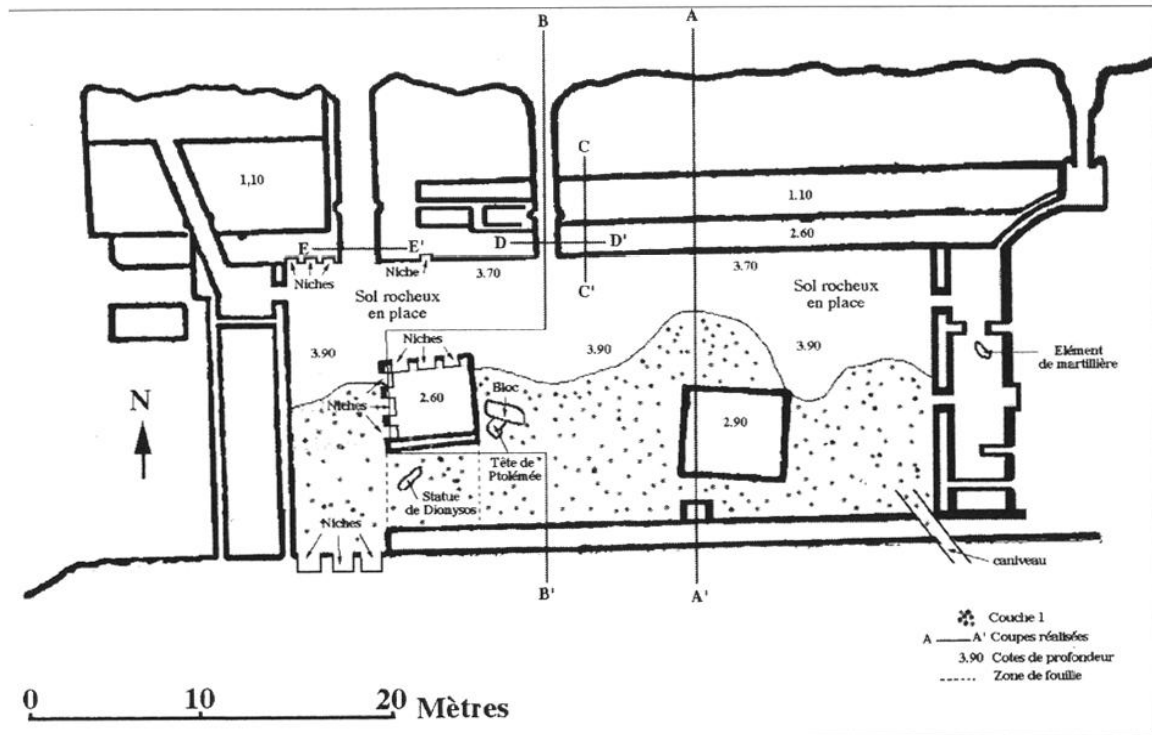 B
A
C
1,10
1.10
2.60
E
E'
D
D'
Niches
Niche
3.70
3.70
C'
Sol rocheux
en place
Sol rocheux
en place
Niches
3.90
3.90
3.90
Elément
de martillière
N
Bloc
2.60
Niches
2.90
Tête de
Ptolémée
Statue
de Dionysos
Niches
caniveau
B'
A'
Couche 1
A — A' Coupes réalisées
3.90 Cotes de profondeur
Zone de fouille
0 10 20 Mètres